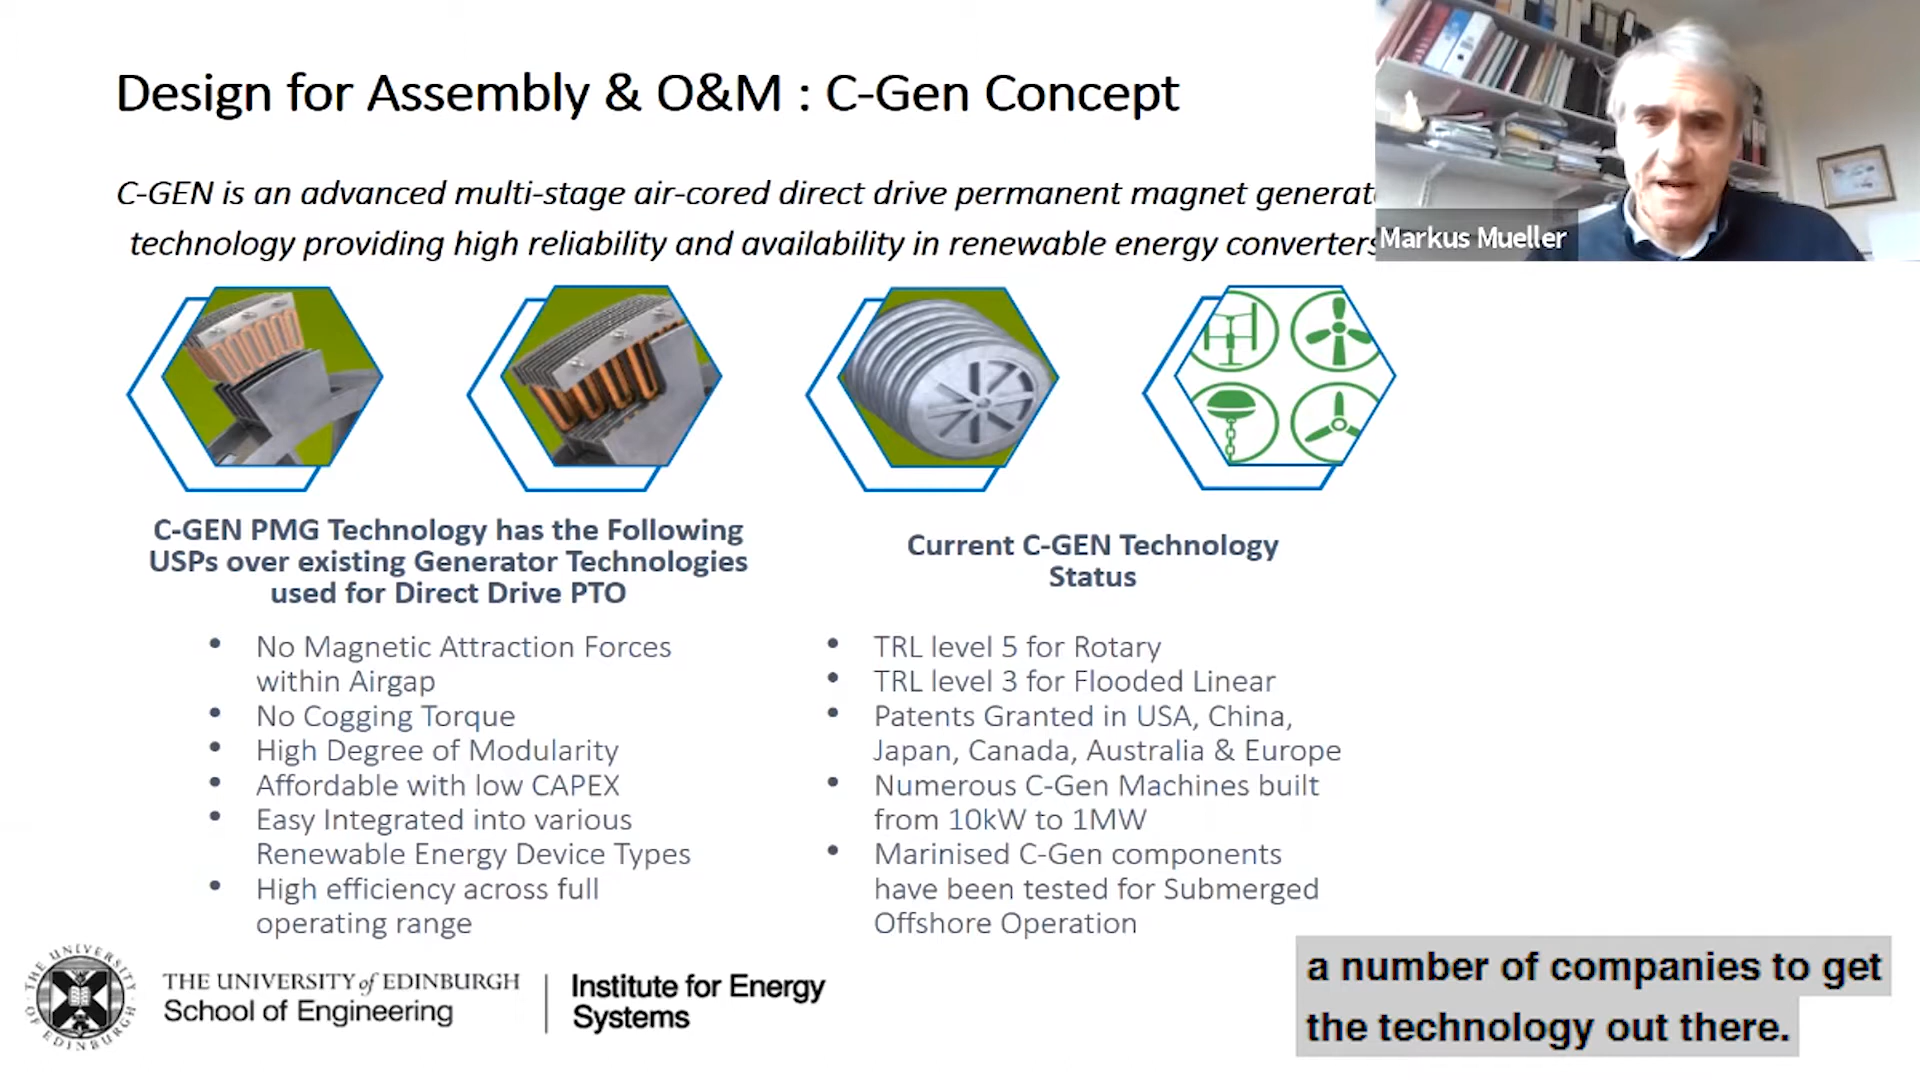 Design for Assembly & O&M : C-Gen Concept
C-GEN is an advanced multi-stage air-cored direct drive permanent magnet
technology providing high reliability and availability in renewable energy converters
Markus Mueller
C-GEN PMG Technology has the Following
USPs over existing Generator Technologies
used for Direct Drive PTO
• No Magnetic Attraction Forces
within Airgap
• No Cogging Torque
• High Degree of Modularity
• Affordable with low CAPEX
• Easy Integrated into various
Renewable Energy Device Types
• High efficiency across full
operating range
Current C-GEN Technology
Status
• TRL level 5 for Rotary
• TRL level 3 for Flooded Linear
• Patents Granted in USA, China,
Japan, Canada, Australia & Europe
• Numerous C-Gen Machines built
from 10kW to 1MW
• Marinised C-Gen components
have been tested for Submerged
Offshore Operation
THE UNIVERSITY OF EDINBURGH
THE UNIVERSITY of EDINBURGH
School of Engineering
Institute for Energy
Systems
a number of companies to get
the technology out there.